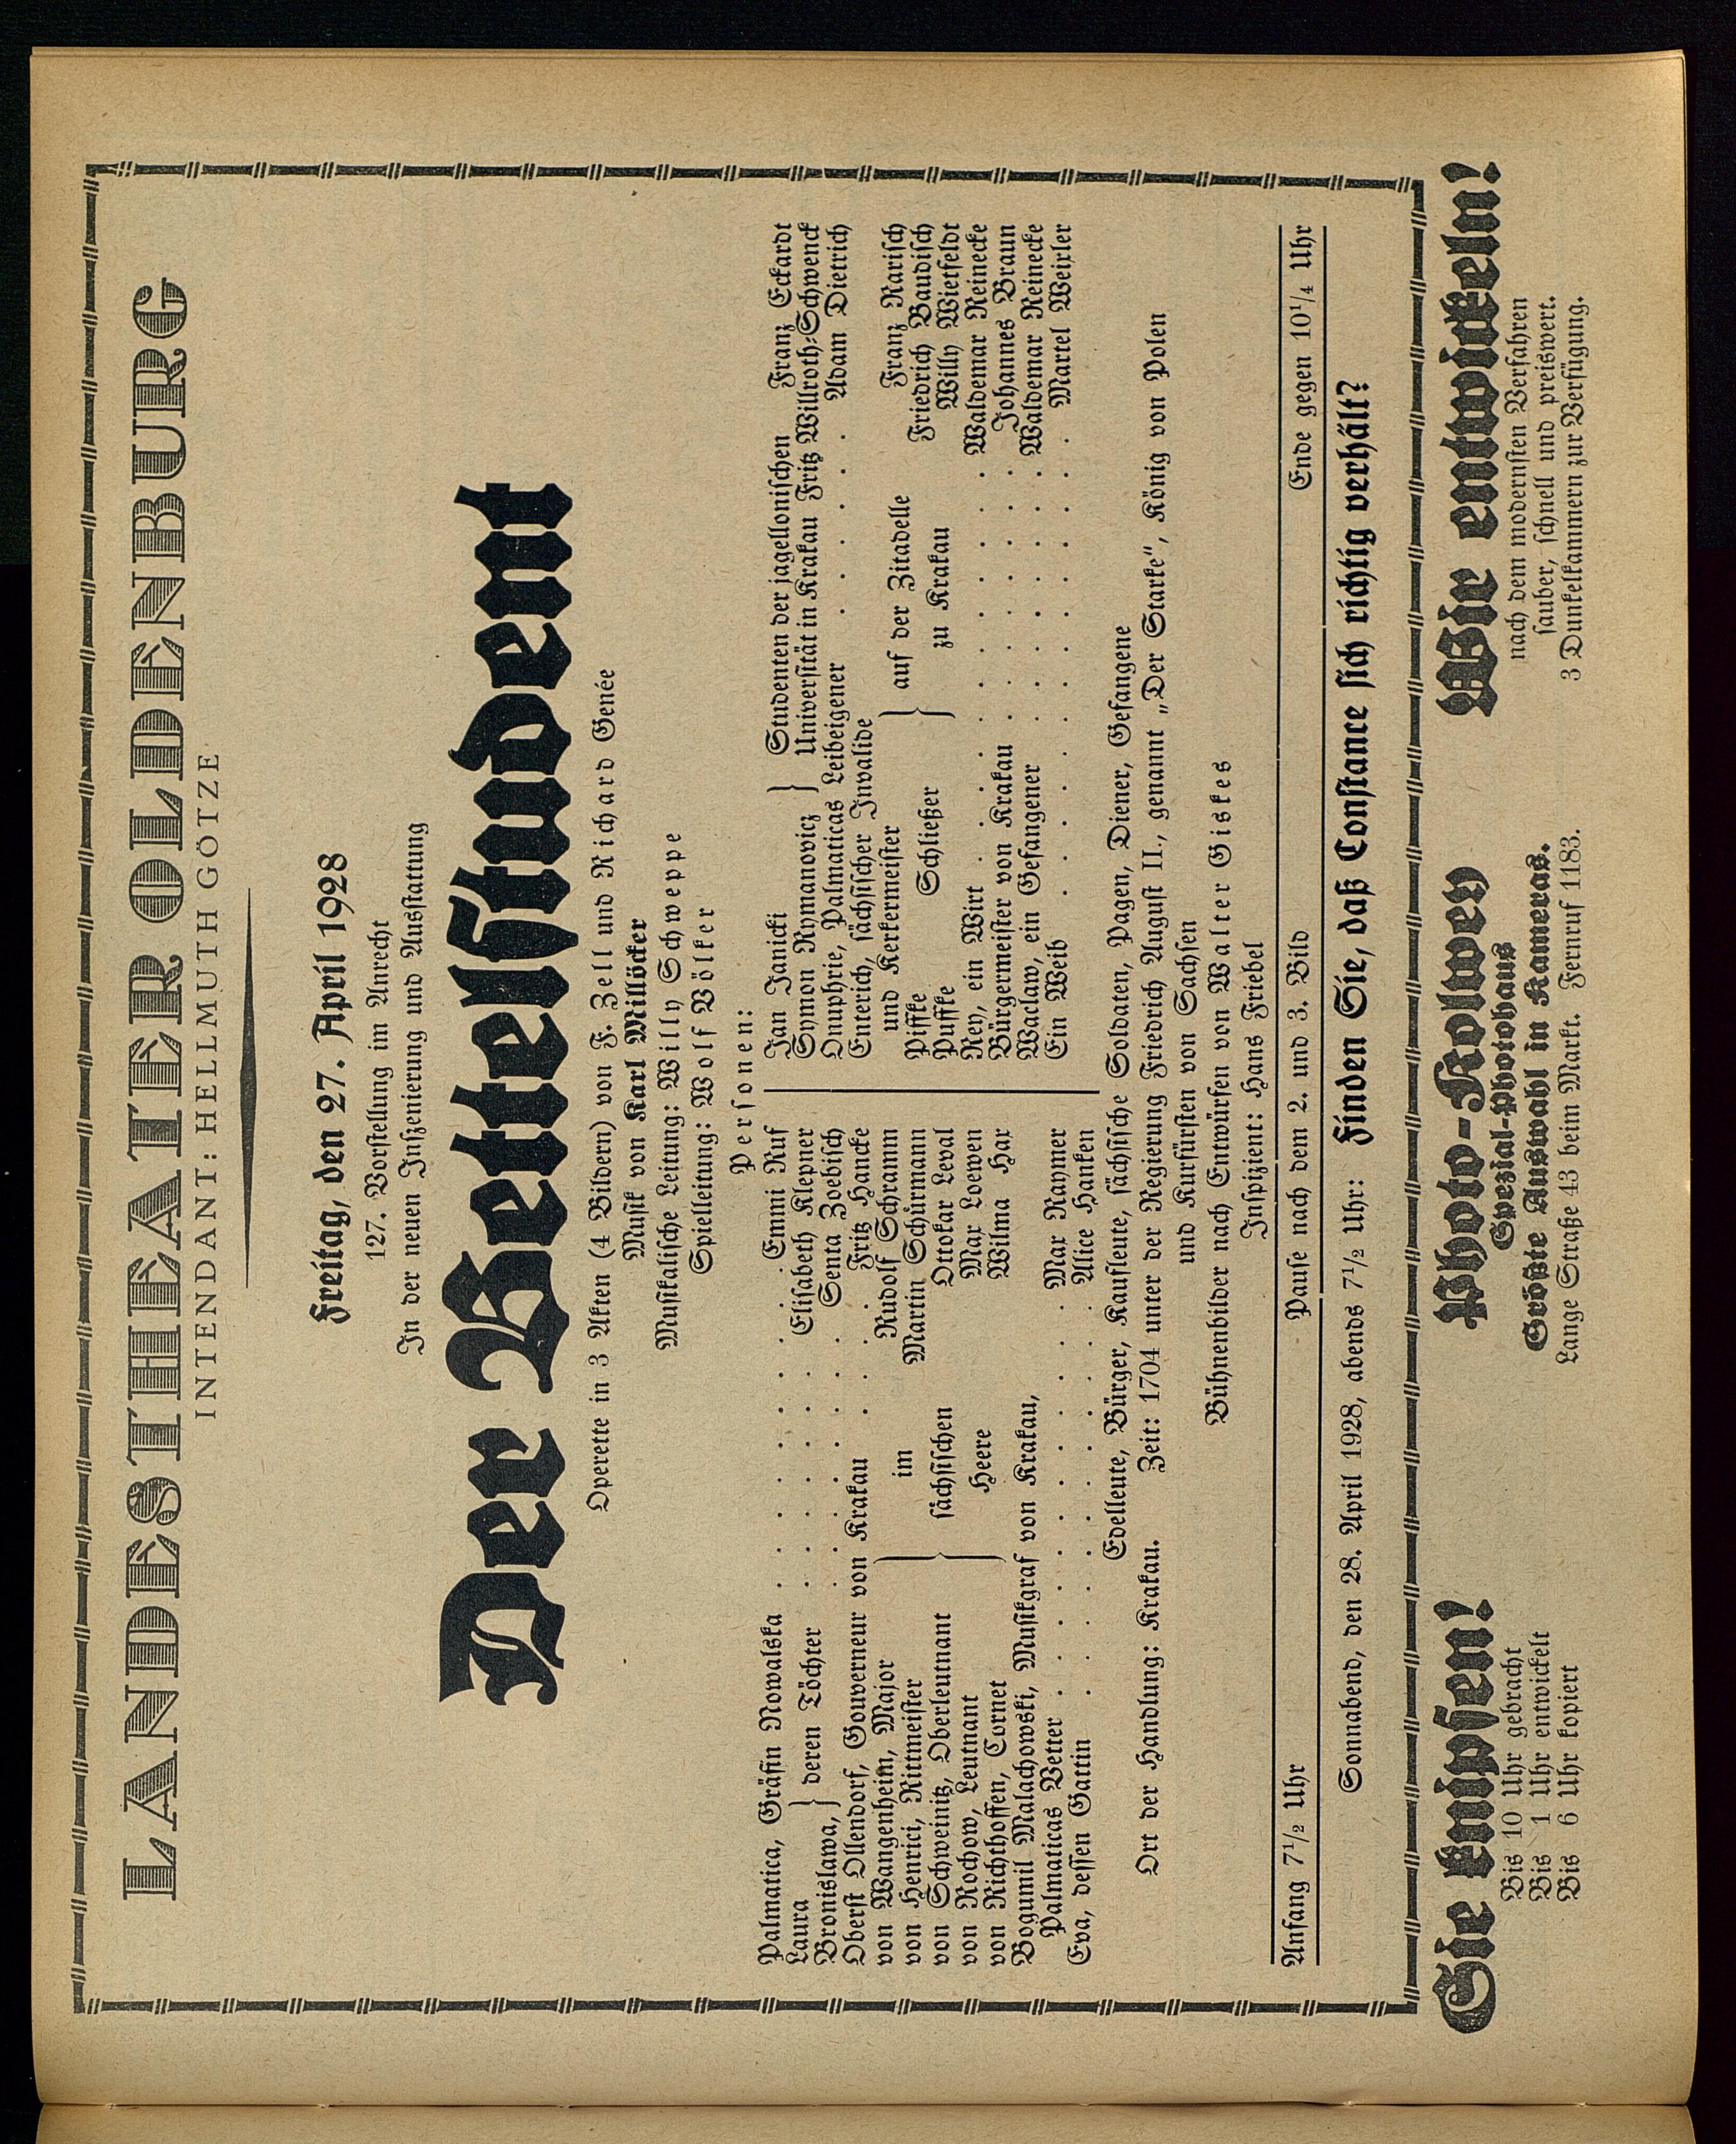 LANDESTHEATER OLDENBURG
INTENDANT: HELLMUTH GÖTZE
Freitag, den 27. April 1928
127. Vorstellung im Anrecht
In der neuen Inszenierung und Ausstattung
Der Bettelstudent
Operette in 3 Akten (4 Bildern) von F. Zell und Richard Genée
Musik von Karl Millöcker
Musikalische Leitung: Willy Schweppe
Spielleitung: Wolf Völker
Personen:
Palmatica, Gräfin Nowalska . . . . . . Emmi Ruf
Laura
Bronislawa, } deren Töchter . . . . . Elisabeth Klepner
. . . . . Senta Zoebisch
Oberst Ollendorf, Gouverneur von Krakau . . . Fritz Hancke
von Wangenheim, Major } im sächsischen Heere Rudolf Schramm
von Henrici, Rittmeister Martin Schürmann
von Schweinitz, Oberleutnant Ottokar Leval
von Rochow, Leutnant Max Loewen
von Richthoffen, Cornet Wilma Har
Bogumil Malachowski, Musikgraf von Krakau,
Palmaticas Vetter . . . . . . . . . Max Raymer
Eva, dessen Gattin . . . . . . . . Alice Hanken
Jan Janicki } Studenten der jagellonischen Franz Eckardt
Symon Rymanovicz Universität in Krakau Fritz Willroth-Schwenck
Onuphrie, Palmaticas Leibeigener . . . . . . Adam Dietrich
Enterich, sächsischer Invalide
und Kerkermeister } auf der Zitadelle zu Krakau Franz Rarisch
Piffke Schließer Friedrich Baudisch
Puffke Willy Wietfeldt
Rey, ein Wirt . . . . . . . . . . Waldemar Reinecke
Bürgermeister von Krakau . . . . . . . . Johannes Braun
Waclaw, ein Gefangener . . . . . . . . Waldemar Reinecke
Ein Weib . . . . . . . . . . . . Martel Weixler
Edelleute, Bürger, Kaufleute, sächsische Soldaten, Pagen, Diener, Gefangene
Ort der Handlung: Krakau. Zeit: 1704 unter der Regierung Friedrich August II., genannt „Der Starke“, König von Polen
und Kurfürsten von Sachsen
Bühnenbilder nach Entwürfen von Walter Giskes
Inspizient: Hans Friebel
Anfang 7 1/2 Uhr Pause nach dem 2. und 3. Bild Ende gegen 10 1/4 Uhr
Sonnabend, den 28. April 1928, abends 7 1/2 Uhr: Finden Sie, daß Constance sich richtig verhält?
Sie knipsen!
Bis 10 Uhr gebracht
Bis 1 Uhr entwickelt
Bis 6 Uhr kopiert
Photo-Kolwey
Spezial-Photohaus
Größte Auswahl in Kameras.
Lange Straße 43 beim Markt. Fernruf 1183.
Wir entwickeln!
nach dem modernsten Verfahren
sauber, schnell und preiswert.
3 Dunkelkammern zur Verfügung.